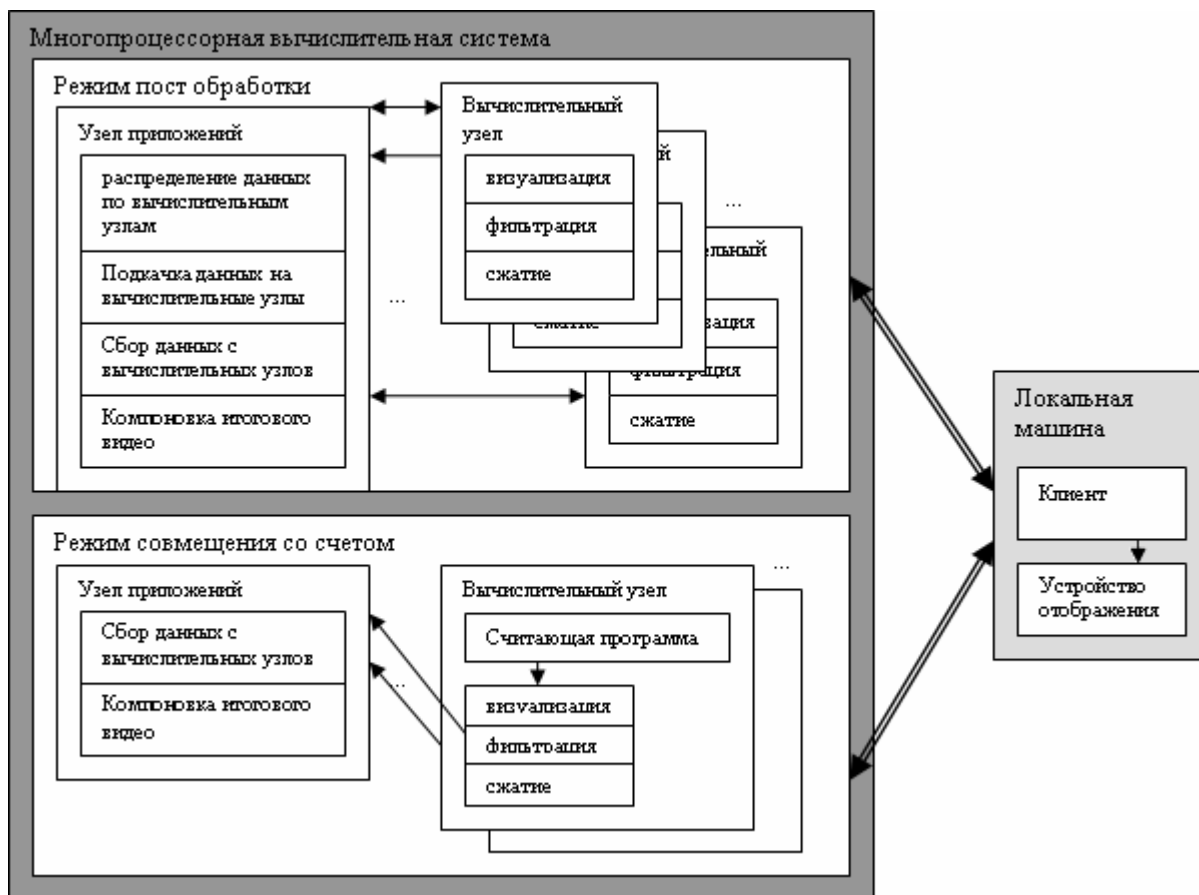 Многопроцессорная вычислительная система
Режим пост обработки
Узел приложений
распределение данных
по вычислительным
узлам
Подкачка данных на
вычислительные узлы
Сбор данных с
вычислительных узлов
Компоновка итогового
видео
...
Вычислительный
узел
визуализация
фильтрация
сжатие
й
сжатие
...
ельный
зация
фильтрация
сжатие
Режим совмещения со счетом
Узел приложений
Сбор данных с
вычислительных узлов
Компоновка итогового
видео
...
Вычислительный узел
Считающая программа
визуализация
фильтрация
сжатие
...
Локальная
машина
Клиент
Устройство
отображения